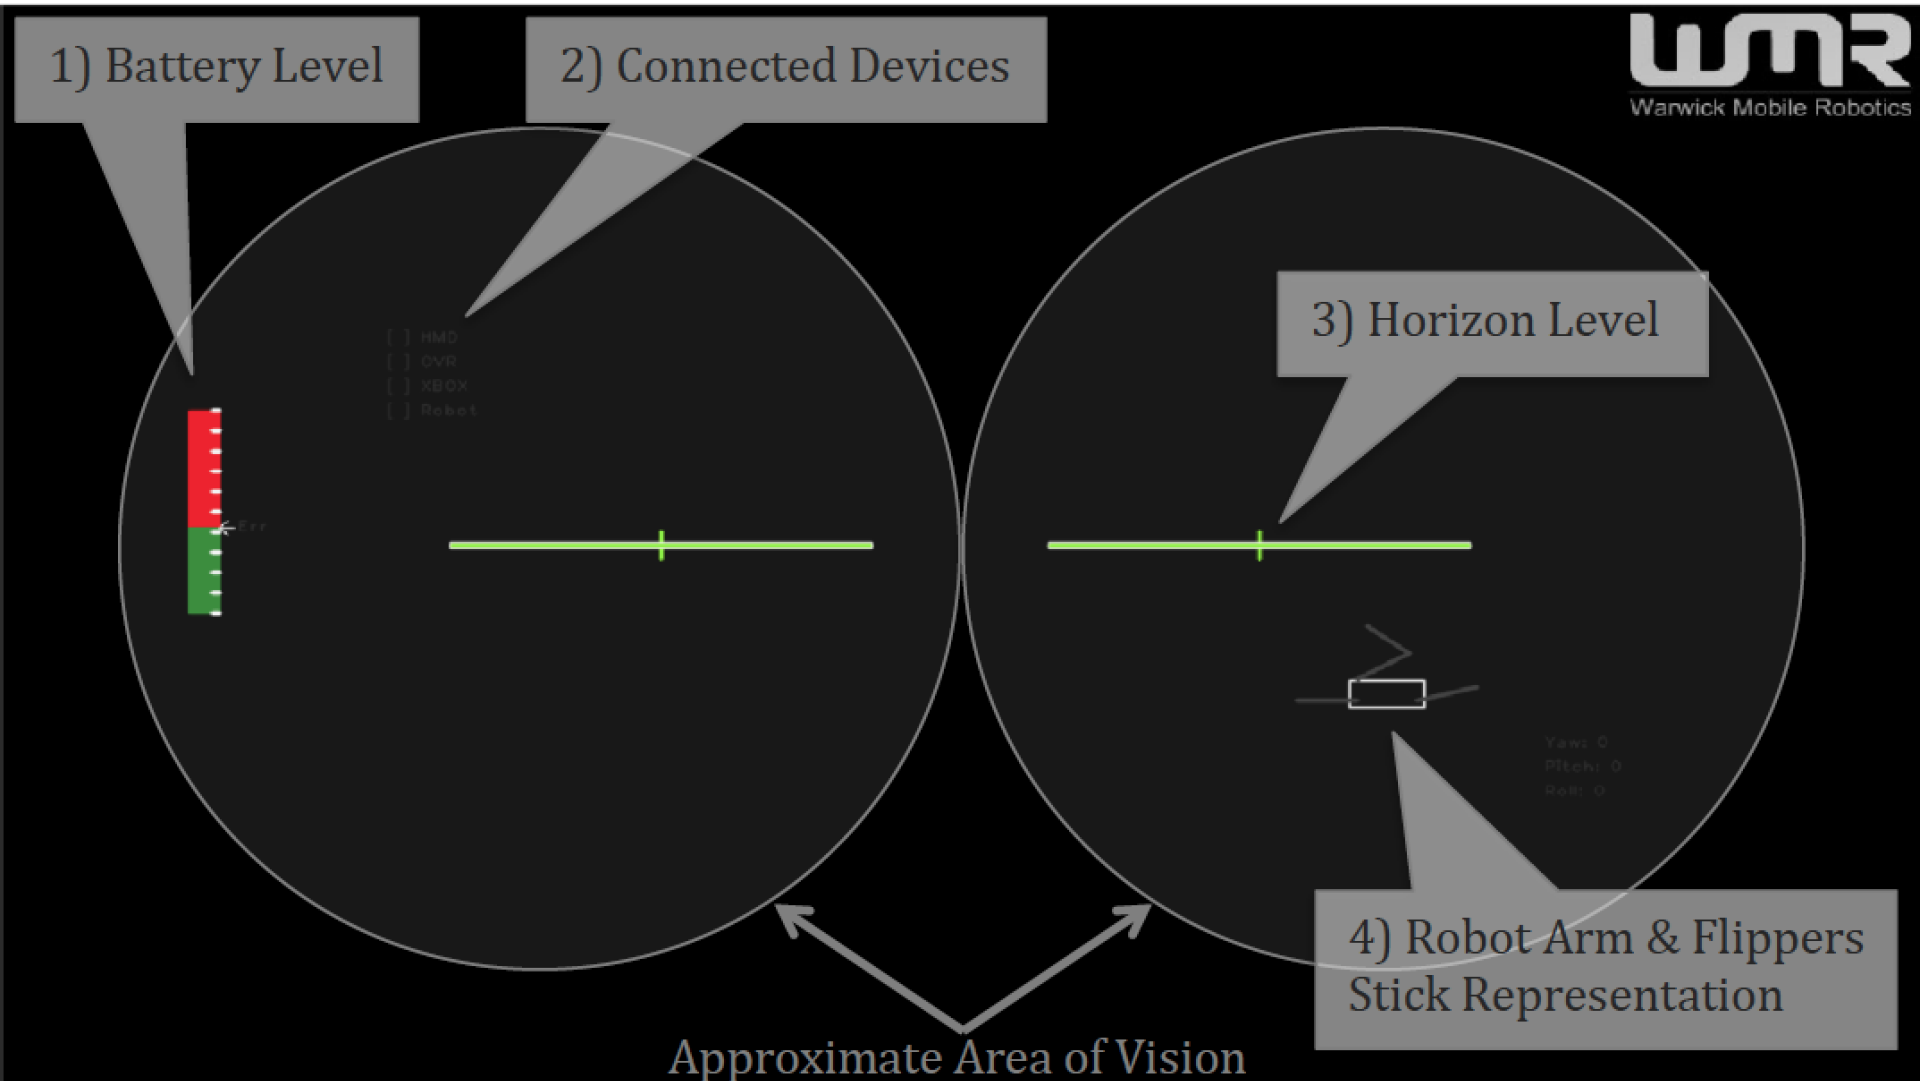 1) Battery Level
2) Connected Devices
WMR
Warwick Mobile Robotics
3) Horizon Level
[ ] HMD
[ ] OVR
[ ] XBOX
[ ] Robot
Err
Yaw: 0
Pitch: 0
Roll: 0
4) Robot Arm & Flippers
Stick Representation
Approximate Area of Vision